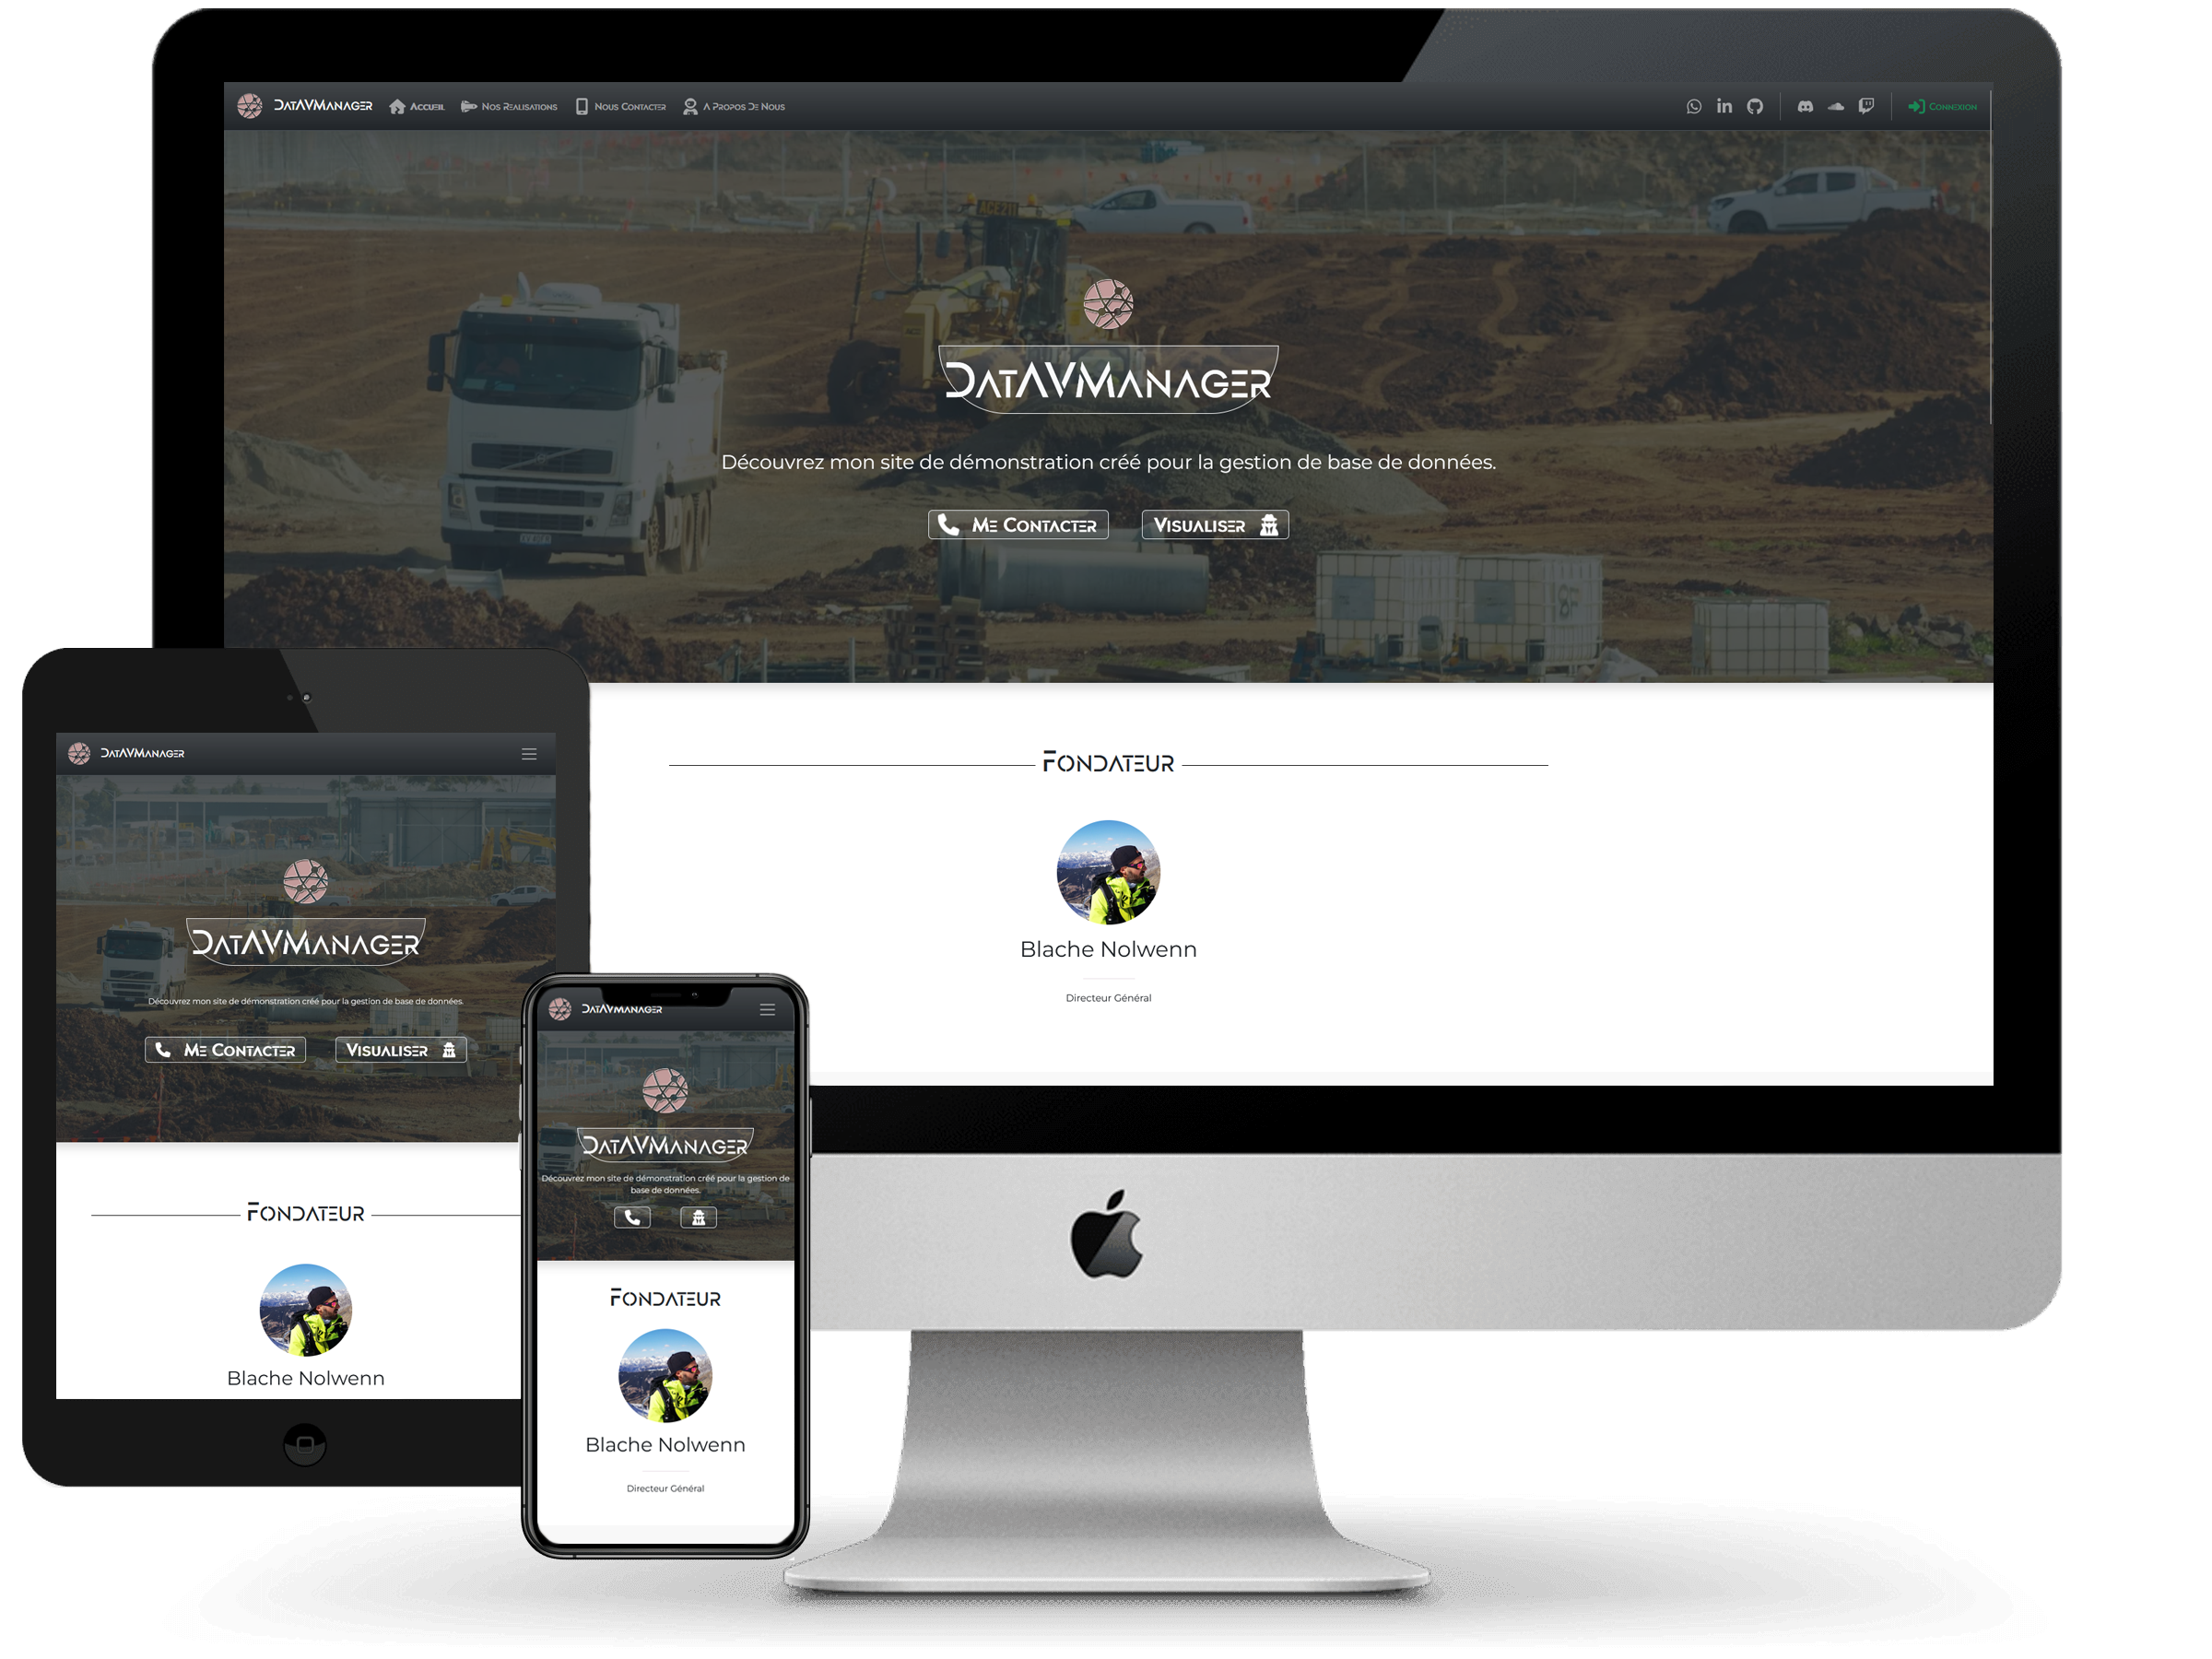 DatAVManager Accueil Nos Realisations Nous Contacter A Propos De Nous Connexion
ACE211
DatAVManager
Découvrez mon site de démonstration créé pour la gestion de base de données.
Me Contacter Visualiser
Fondateur
Blache Nolwenn
Directeur Général
DatAVManager
DatAVManager
Découvrez mon site de démonstration créé pour la gestion de base de données.
Me Contacter Visualiser
Fondateur
Blache Nolwenn
DatAVManager
DatAVManager
Découvrez mon site de démonstration créé pour la gestion de
base de données.
Fondateur
Blache Nolwenn
Directeur Général